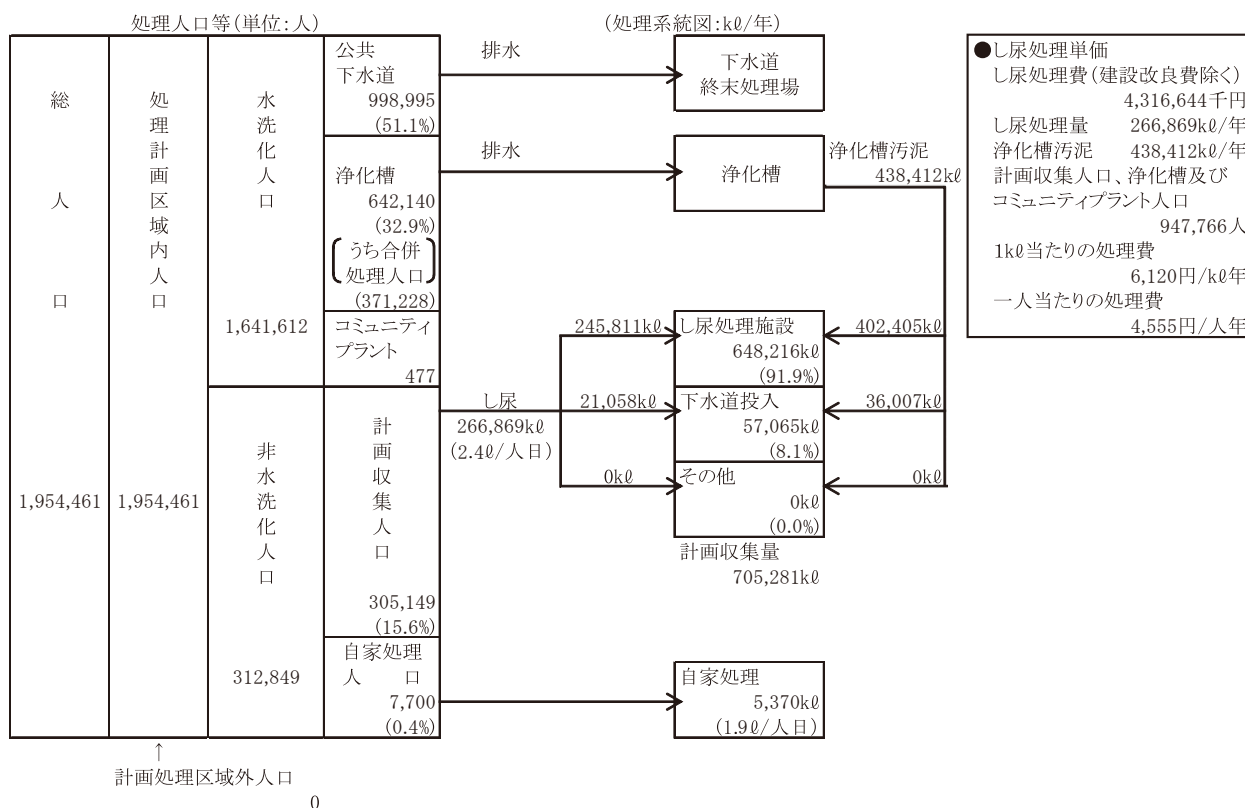 処理人口等(単位:人)
(処理系統図:kℓ/年)
総人口
1,954,461
処理計画区域内人口
1,954,461
水洗化人口
1,641,612
非水洗化人口
312,849
公共
下水道
998,995
(51.1%)
浄化槽
642,140
(32.9%)
うち合併
処理人口
(371,228)
コミュニティ
プラント
477
計画収集人口
305,149
(15.6%)
自家処理
人 口
7,700
(0.4%)
排水
下水道
終末処理場
排水
浄化槽
浄化槽汚泥
438,412kℓ
し尿
266,869kℓ
(2.4ℓ/人日)
245,811kℓ
21,058kℓ
0kℓ
し尿処理施設
648,216kℓ
(91.9%)
下水道投入
57,065kℓ
(8.1%)
その他
0kℓ
(0.0%)
402,405kℓ
36,007kℓ
0kℓ
計画収集量
705,281kℓ
自家処理
5,370kℓ
(1.9ℓ/人日)
↑
計画処理区域外人口
0
●し尿処理単価
し尿処理費(建設改良費除く)
4,316,644千円
し尿処理量 266,869kℓ/年
浄化槽汚泥 438,412kℓ/年
計画収集人口、浄化槽及び
コミュニティプラント人口
947,766人
1kℓ当たりの処理費
6,120円/kℓ年
一人当たりの処理費
4,555円/人年